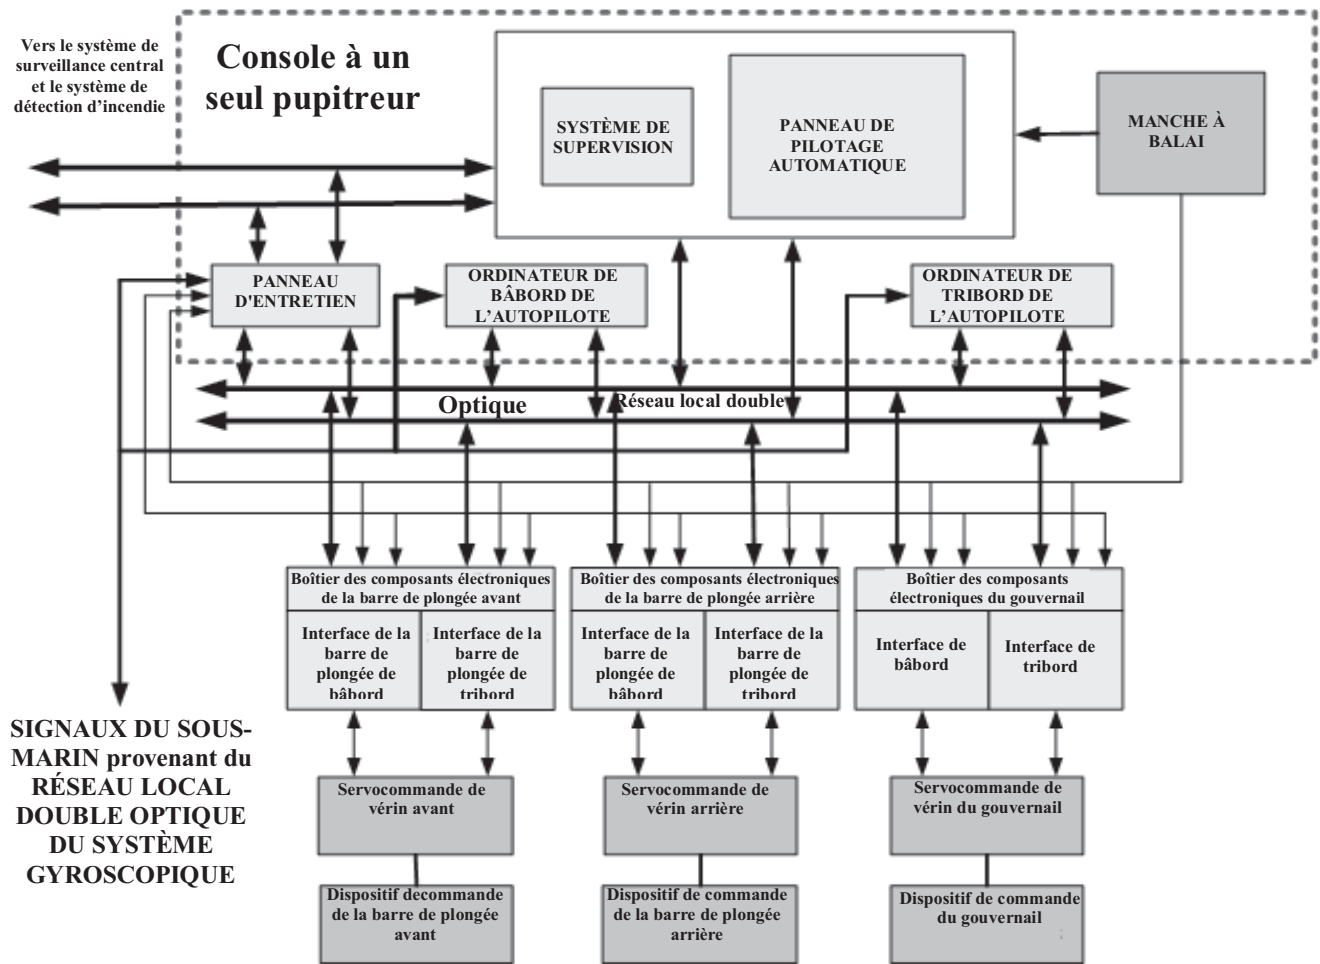 Vers le système de
surveillance central
et le système de
détection d'incendie
Console à un
seul pupitreur
SYSTÈME DE
SUPERVISION
PANNEAU DE
PILOTAGE
AUTOMATIQUE
MANCHE À
BALAI
PANNEAU
D'ENTRETIEN
ORDINATEUR DE
BÂBORD DE
L'AUTOPILOTE
ORDINATEUR DE
TRIBORD DE
L'AUTOPILOTE
Optique
Réseau local double
Boîtier des composants électroniques
de la barre de plongée avant
Interface de la
barre de
plongée de
bâbord
Interface de la
barre de
plongée de
tribord
Boîtier des composants électroniques
de la barre de plongée arrière
Interface de la
barre de
plongée de
bâbord
Interface de la
barre de
plongée de
tribord
Boîtier des composants
électroniques du gouvernail
Interface de
bâbord
Interface de
tribord
SIGNAUX DU SOUS-
MARIN provenant du
RÉSEAU LOCAL
DOUBLE OPTIQUE
DU SYSTÈME
GYROSCOPIQUE
Servocommande de
vérin avant
Servocommande de
vérin arrière
Servocommande de
vérin du gouvernail
Dispositif decommande
de la barre de plongée
avant
Dispositif de commande
de la barre de plongée
arrière
Dispositif de commande
du gouvernail